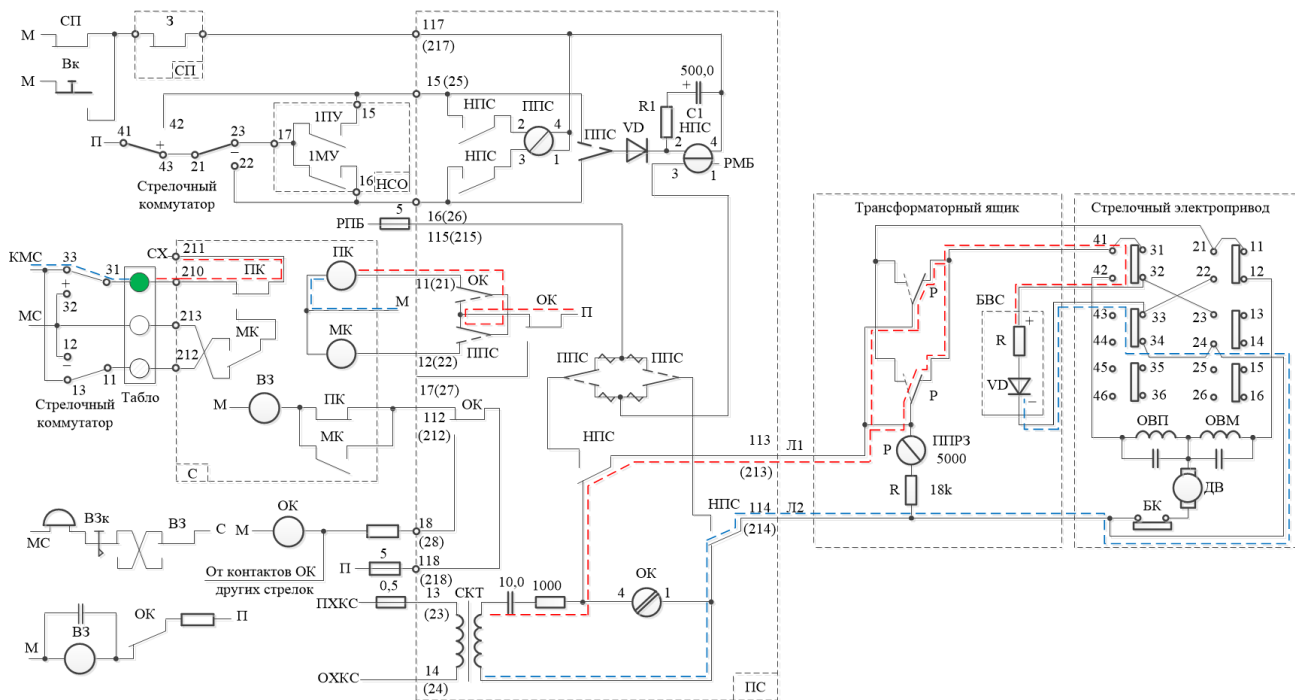 СП
З
М
117
(217)
СП
Вк
М
15 (25)
500,0
+
C1
R1
НПС
ППС
НПС
1ПУ
15
2
4
ППС
VD
2
4
41
42
23
17
П
+
43
21
−
22
1МУ
НПС
3
1
3
1
РМБ
16
НСО
Стрелочный
коммутатор
РПБ
5
16(26)
115(215)
Трансформаторный ящик
Стрелочный электропривод
КМС
33
31
СХ
211
210
ПК
ПК
11(21)
ОК
ОК
П
М
+
32
МС
213
МК
МК
12
−
212
12(22)
ППС
13
11
Табло
Стрелочный
коммутатор
17(27)
ППС
ППС
ВЗ
М
ПК
112
(212)
ОК
МК
С
НПС
113
(213)
Л1
НПС
114
(214)
Л2
Р
Р
Р
ППРЗ
5000
R
18k
БВС
+
R
VD
−
41
31
21
11
42
32
22
12
43
33
23
13
44
34
24
14
45
35
25
15
46
36
26
16
ОВП
ОВМ
ДВ
БК
МС
ВЗк
ВЗ
С
М
ОК
18
(28)
От контактов ОК
других стрелок
П
5
118
(218)
ПХКС
0,5
13
(23)
СКТ
10,0
1000
4
ОК
1
М
ВЗ
ОК
П
ОХКС
14
(24)
ПС